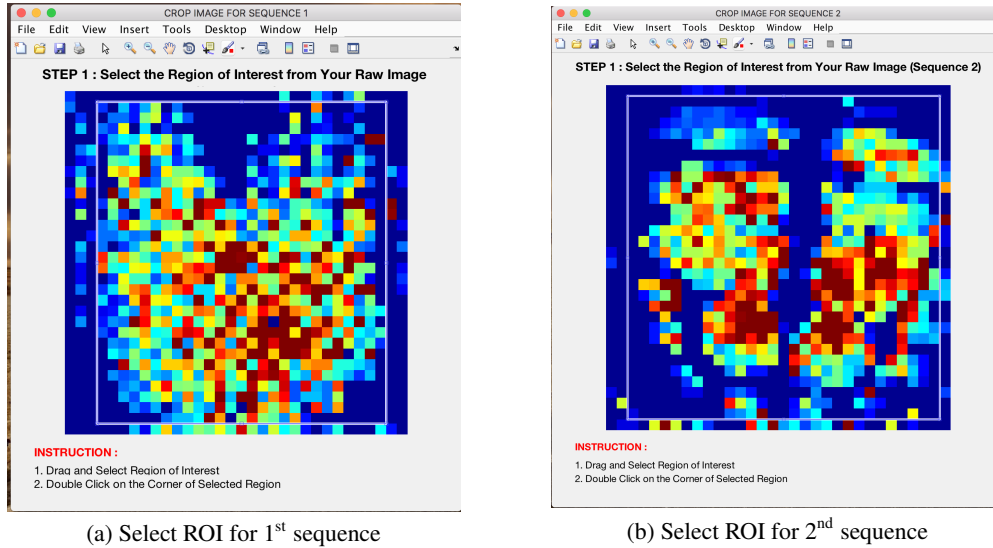 CROP IMAGE FOR SEQUENCE 1
File Edit View Insert Tools Desktop Window Help
STEP 1 : Select the Region of Interest from Your Raw Image
INSTRUCTION :
1. Drag and Select Region of Interest
2. Double Click on the Corner of Selected Region
(a) Select ROI for 1st sequence
CROP IMAGE FOR SEQUENCE 2
File Edit View Insert Tools Desktop Window Help
STEP 1 : Select the Region of Interest from Your Raw Image (Sequence 2)
INSTRUCTION :
1. Drag and Select Region of Interest
2. Double Click on the Corner of Selected Region
(b) Select ROI for 2nd sequence